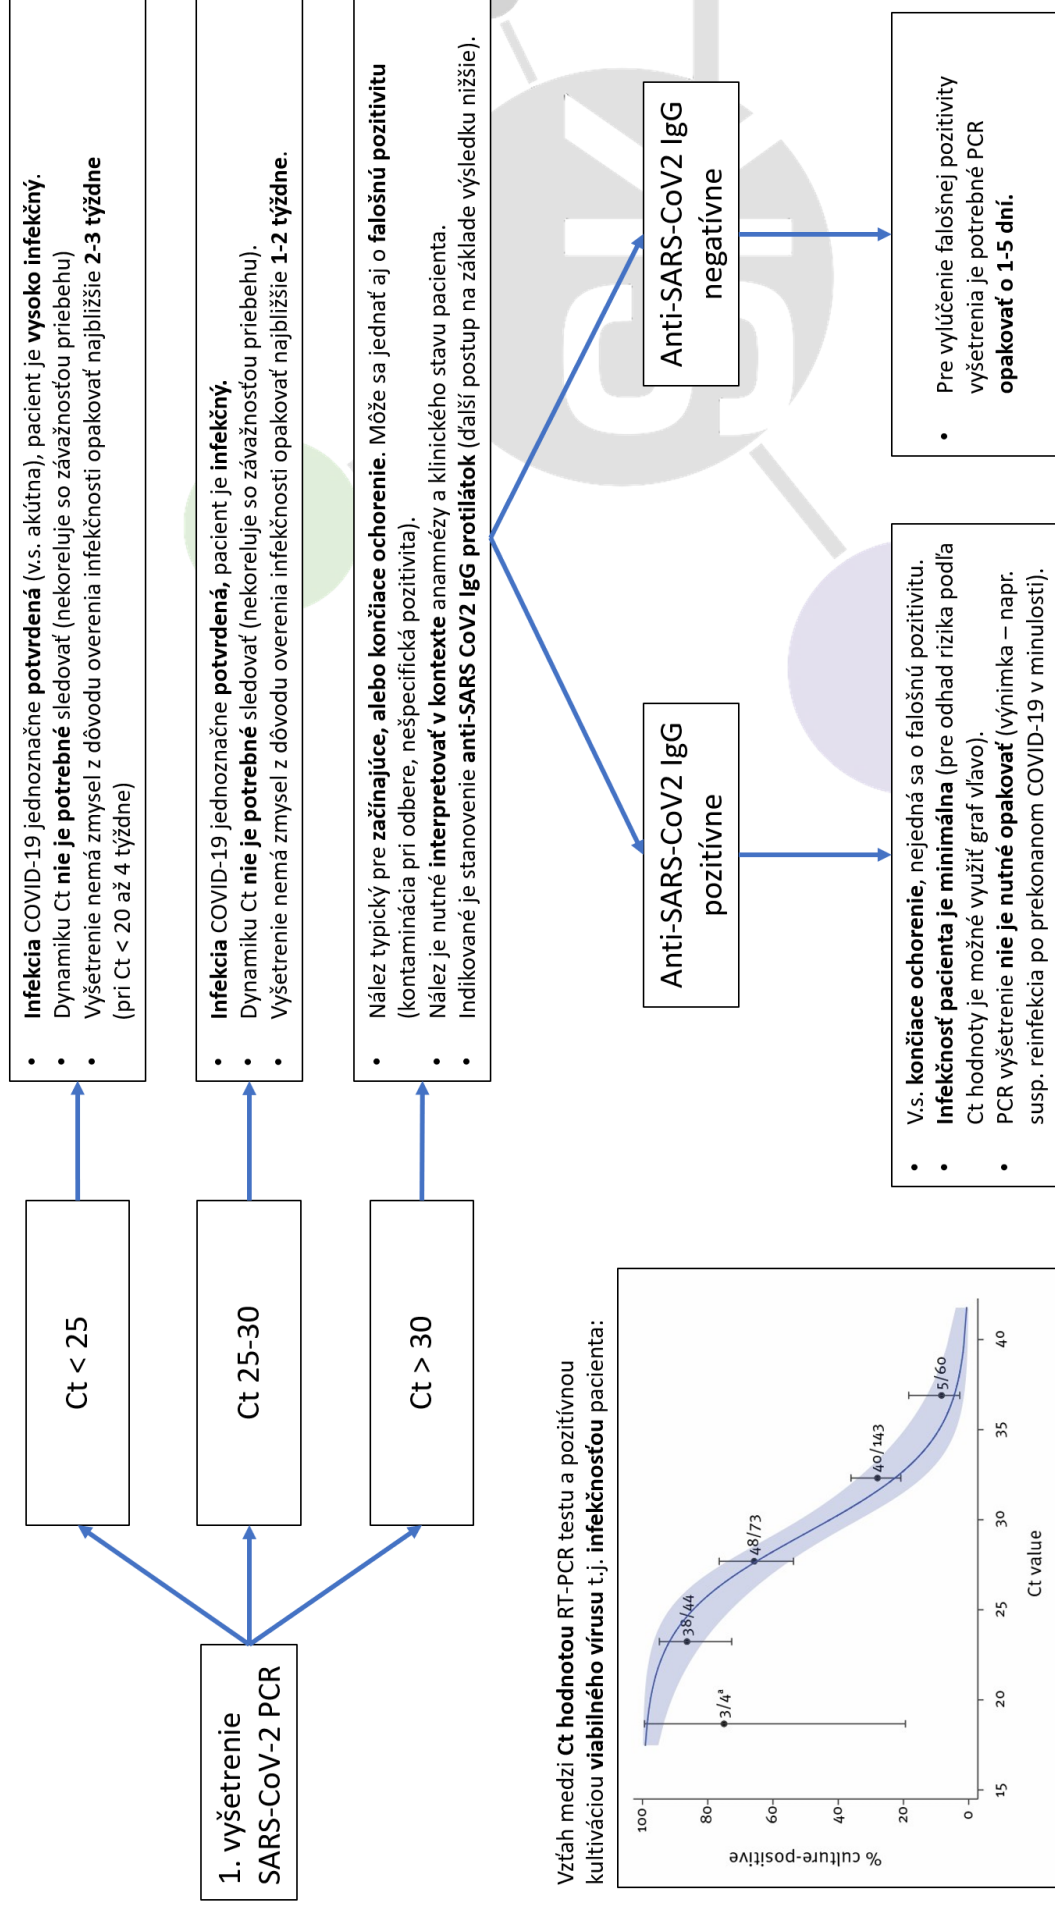 1. vyšetrenie
SARS-CoV-2 PCR
Ct < 25
• Infekcia COVID-19 jednoznačne potvrdená (v.s. akútna), pacient je vysoko infekčný.
• Dynamiku Ct nie je potrebné sledovať (nekoreluje so závažnosťou priebehu)
• Vyšetrenie nemá zmysel z dôvodu overenia infekčnosti opakovať najbližšie 2-3 týždne
(pri Ct < 20 až 4 týždne)
Ct 25-30
• Infekcia COVID-19 jednoznačne potvrdená, pacient je infekčný.
• Dynamiku Ct nie je potrebné sledovať (nekoreluje so závažnosťou priebehu).
• Vyšetrenie nemá zmysel z dôvodu overenia infekčnosti opakovať najbližšie 1-2 týždne.
Ct > 30
• Nález typický pre začínajúce, alebo končiace ochorenie. Môže sa jednať aj o falošnú pozitivitu
(kontaminácia pri odbere, nešpecifická pozitivita).
• Nález je nutné interpretovať v kontexte anamnézy a klinického stavu pacienta.
• Indikované je stanovenie anti-SARS CoV2 IgG protilátok (ďalší postup na základe výsledku nižšie).
Anti-SARS-CoV2 IgG
pozitívne
Anti-SARS-CoV2 IgG
negatívne
• V.s. končiace ochorenie, nejedná sa o falošnú pozitivitu.
• Infekčnosť pacienta je minimálna (pre odhad rizika podľa
Ct hodnoty je možné využiť graf vľavo).
• PCR vyšetrenie nie je nutné opakovať (výnimka – napr.
susp. reinfekcia po prekonanom COVID-19 v minulosti).
• Pre vylúčenie falošnej pozitivity
vyšetrenia je potrebné PCR
opakovať o 1-5 dní.
Vzťah medzi Ct hodnotou RT-PCR testu a pozitívnou
kultiváciou viabilného vírusu t.j. infekčnosťou pacienta:
% culture-positive
100
80
60
40
20
0
3/4ª
38/44
48/73
40/143
5/60
15 20 25 30 35 40
Ct value